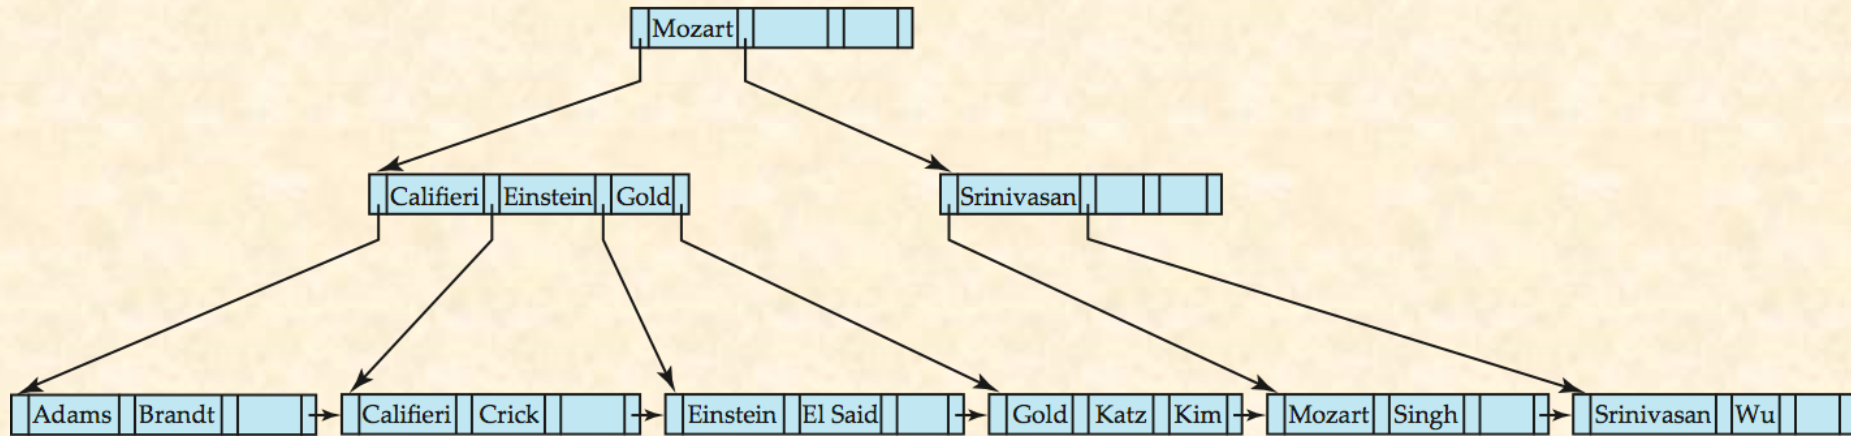 Mozart
Califieri Einstein Gold Srinivasan
Adams Brandt Califieri Crick Einstein El Said Gold Katz Kim Mozart Singh Srinivasan Wu